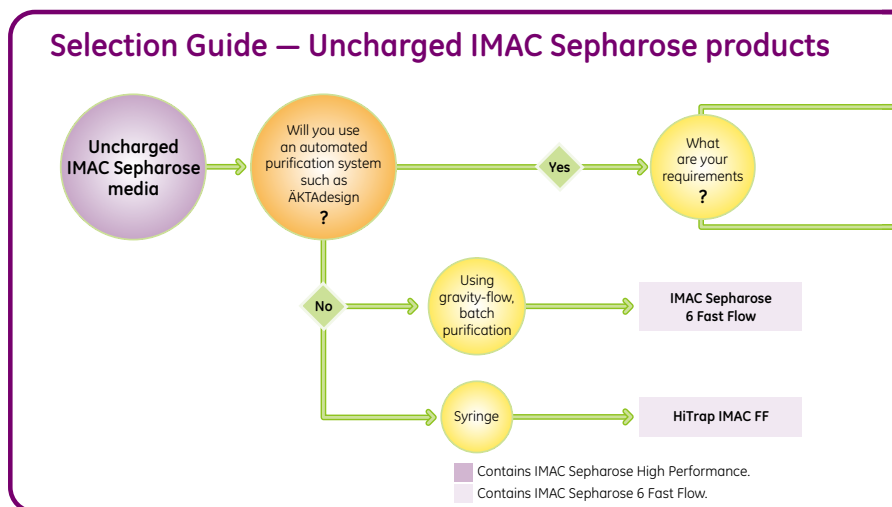 Selection Guide — Uncharged IMAC Sepharose products
Uncharged
IMAC Sepharose
media
Will you use
an automated
purification system
such as
ÄKTAdesign
?
Yes
What
are your
requirements
?
No
Using
gravity-flow,
batch
purification
IMAC Sepharose
6 Fast Flow
Syringe
HiTrap IMAC FF
Contains IMAC Sepharose High Performance.
Contains IMAC Sepharose 6 Fast Flow.